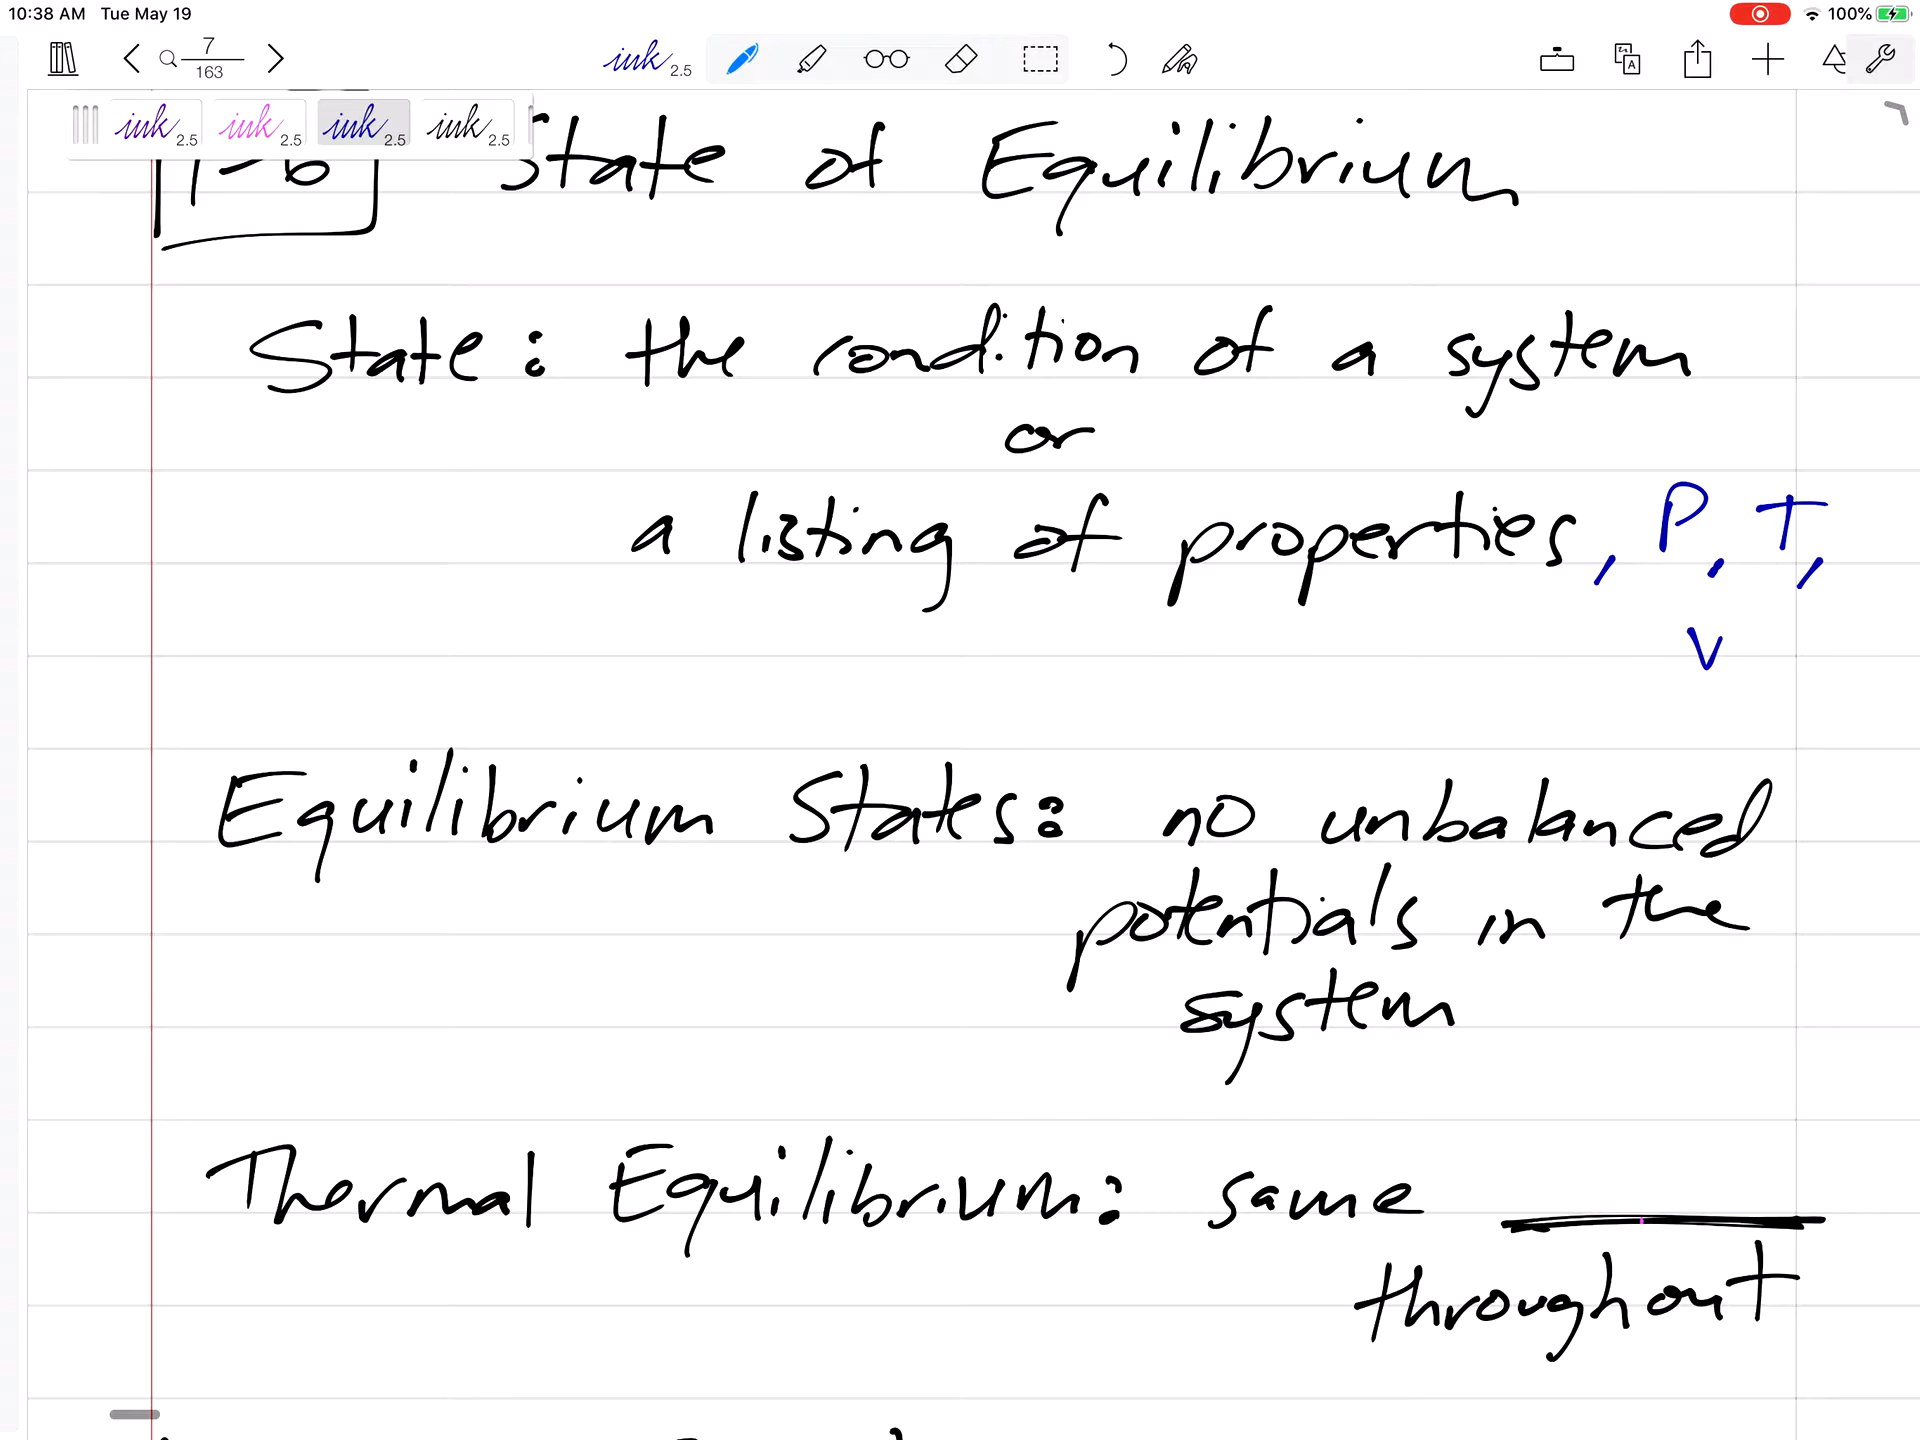 10:38 AM Tue May 19
100%
7
163
ink 2.5
ink 2.5 ink 2.5 ink 2.5 ink 2.5
1-6 State of Equilibrium
State: the condition of a system
or
a listing of properties, P, T,
V
Equilibrium States: no unbalanced
potentials in the
system
Thermal Equilibrium: same
throughout